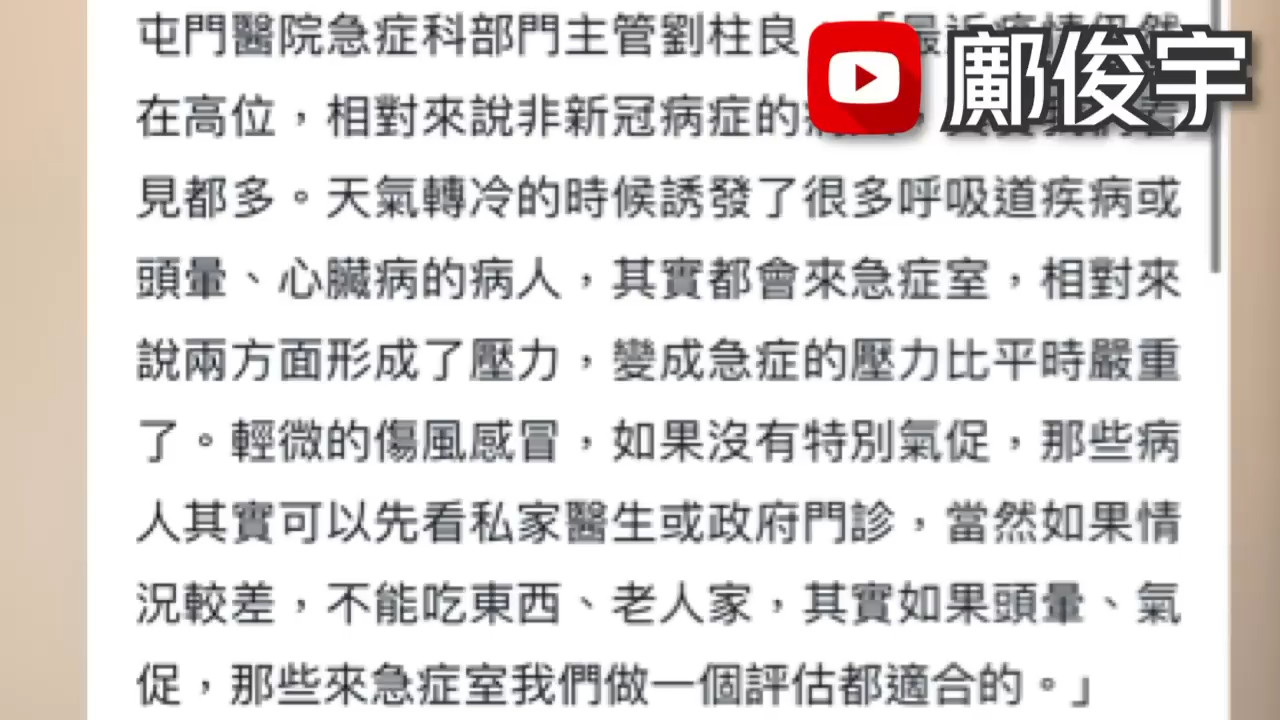 屯門醫院急症科部門主管劉柱良：「最近疫情仍然
在高位，相對來說非新冠病症的
見都多。天氣轉冷的時候誘發了很多呼吸道疾病或
頭暈、心臟病的病人，其實都會來急症室，相對來
說兩方面形成了壓力，變成急症的壓力比平時嚴重
了。輕微的傷風感冒，如果沒有特別氣促，那些病
人其實可以先看私家醫生或政府門診，當然如果情
況較差，不能吃東西、老人家，其實如果頭暈、氣
促，那些來急症室我們做一個評估都適合的。」
鄺俊宇